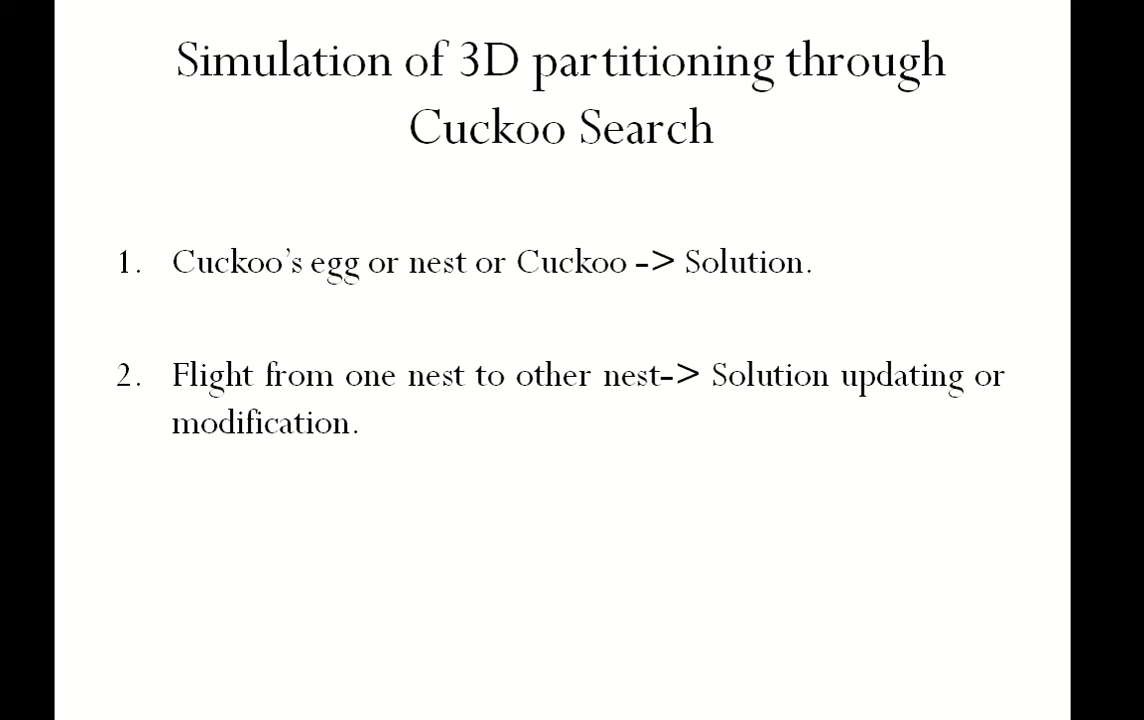 Simulation of 3D partitioning through
Cuckoo Search
1. Cuckoo’s egg or nest or Cuckoo -> Solution.
2. Flight from one nest to other nest-> Solution updating or
modification.